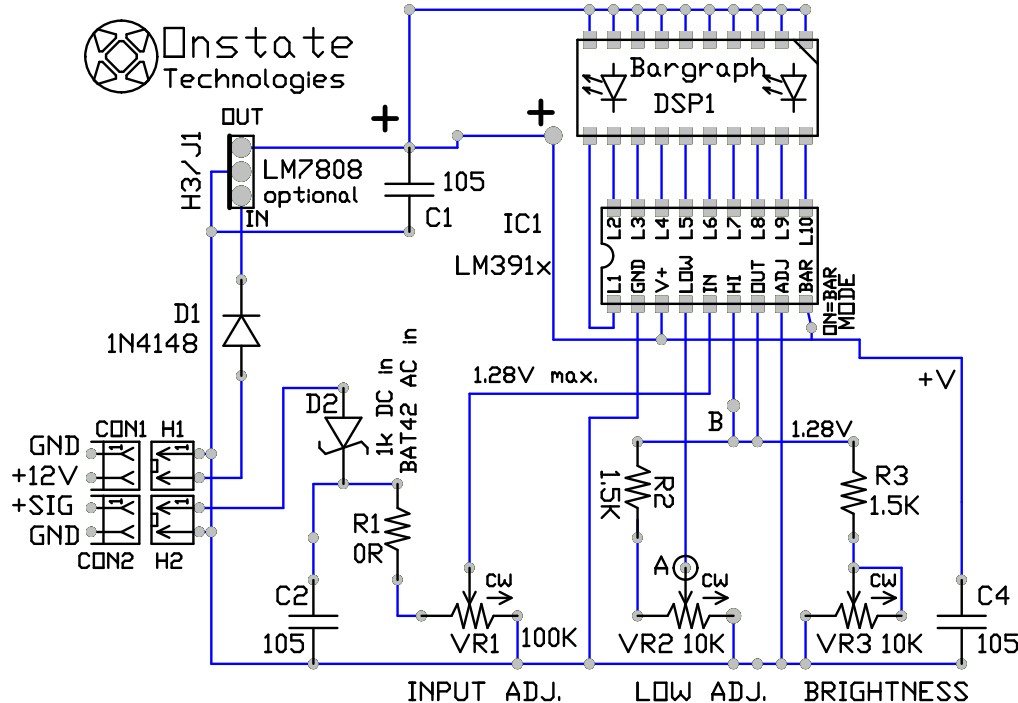 Onstate
Technologies
OUT
H3/J1
LM7808
optional
IN
+
105
C1
+
Bargraph
DSP1
IC1
LM391x
L2 L3 L4 L5 L6 L7 L8 L9 L10
L1 GND V+ LOW IN HI OUT ADJ BAR
ON=BAR
MODE
D1
1N4148
D2
1k DC in
BAT42 AC in
1.28V max.
+V
B
1.28V
CON1 H1
GND
+12V
1 1
+SIG
GND
1 1
CON2 H2
R1
0R
R2
1.5K
R3
1.5K
A
CW
CW
CW
C2
105
VR1 100K
VR2 10K
VR3 10K
C4
105
INPUT ADJ. LOW ADJ. BRIGHTNESS